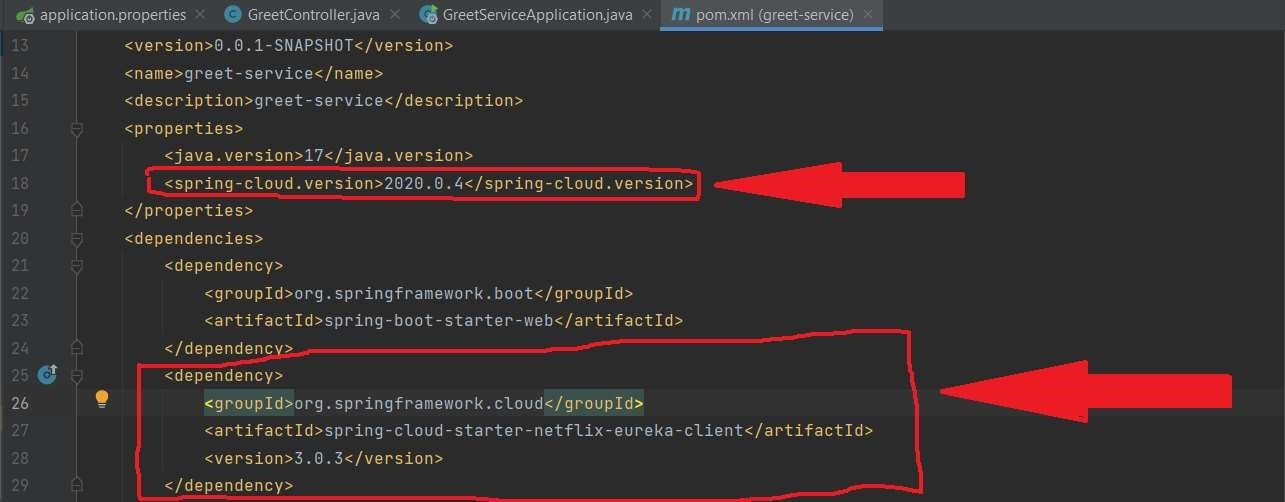 application.properties × GreetController.java × GreetServiceApplication.java × m pom.xml (greet-service) ×
13 <version>0.0.1-SNAPSHOT</version>
14 <name>greet-service</name>
15 <description>greet-service</description>
16 <properties>
17 <java.version>17</java.version>
18 <spring-cloud.version>2020.0.4</spring-cloud.version>
19 </properties>
20 <dependencies>
21 <dependency>
22 <groupId>org.springframework.boot</groupId>
23 <artifactId>spring-boot-starter-web</artifactId>
24 </dependency>
25 <dependency>
26 <groupId>org.springframework.cloud</groupId>
27 <artifactId>spring-cloud-starter-netflix-eureka-client</artifactId>
28 <version>3.0.3</version>
29 </dependency>